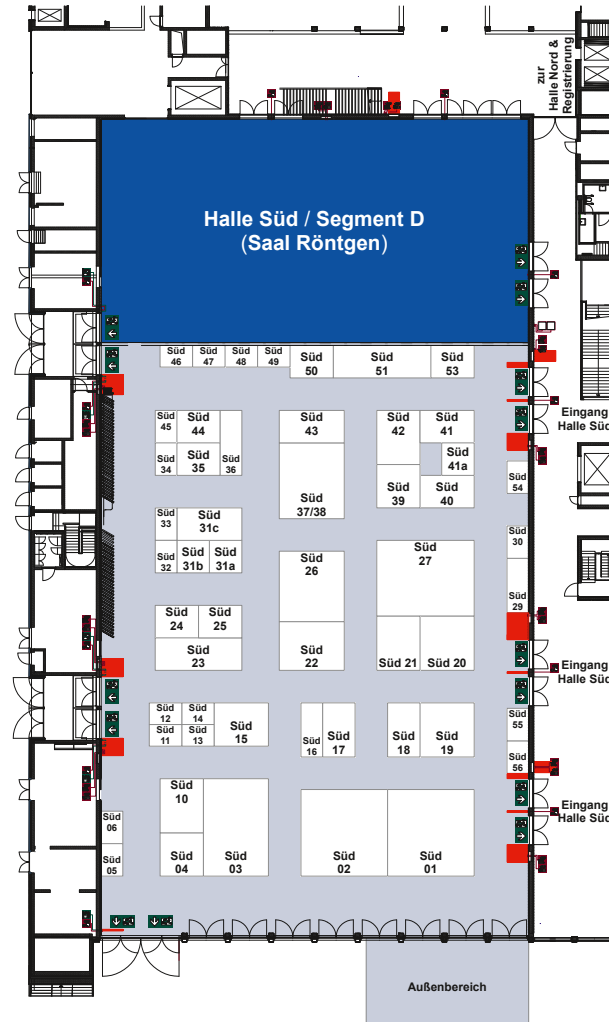 zur
Halle Nord &
Registrierung
Halle Süd / Segment D
(Saal Röntgen)
Süd
46
Süd
47
Süd
48
Süd
49
Süd
50
Süd
51
Süd
53
Süd
45
Süd
44
Süd
43
Süd
42
Süd
41
Eingang
Halle Süd
Süd
34
Süd
35
Süd
36
Süd
41a
Süd
37/38
Süd
39
Süd
40
Süd
54
Süd
33
Süd
31c
Süd
32
Süd
31b
Süd
31a
Süd
26
Süd
27
Süd
30
Süd
29
Süd
24
Süd
25
Süd
23
Süd
22
Süd 21
Süd 20
Eingang
Halle Süd
Süd
12
Süd
14
Süd
11
Süd
13
Süd
15
Süd
16
Süd
17
Süd
18
Süd
19
Süd
55
Süd
56
Süd
10
Süd
06
Süd
05
Süd
04
Süd
03
Süd
02
Süd
01
Eingang
Halle Süd
Außenbereich